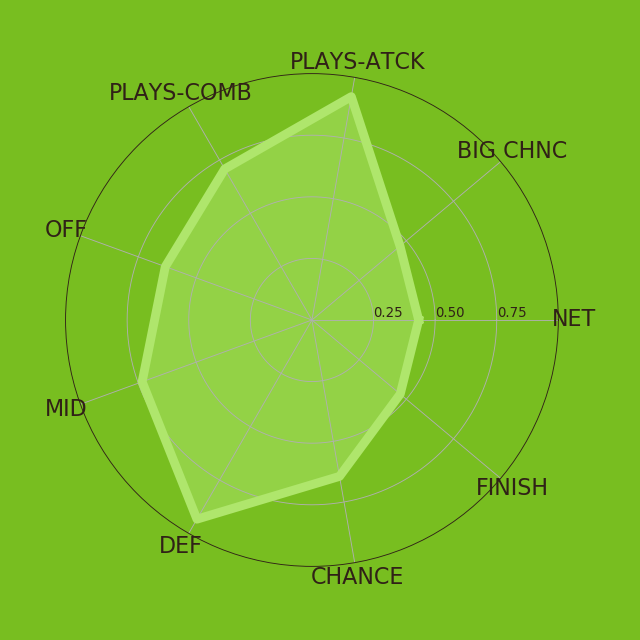 PLAYS-ATCK
PLAYS-COMB
BIG CHNC
OFF
0.25 0.50 0.75 NET
MID
FINISH
DEF
CHANCE